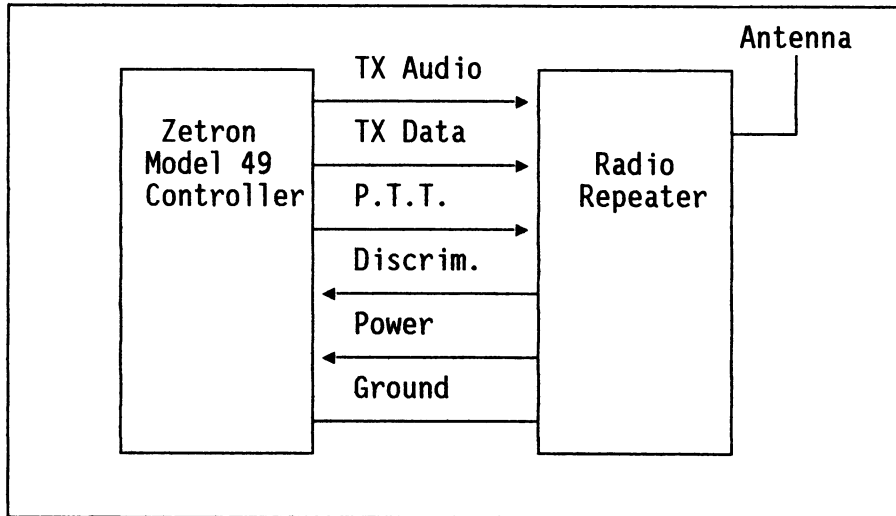 Antenna
TX Audio
Zetron
Model 49
Controller
TX Data
P.T.T.
Discrim.
Power
Ground
Radio
Repeater